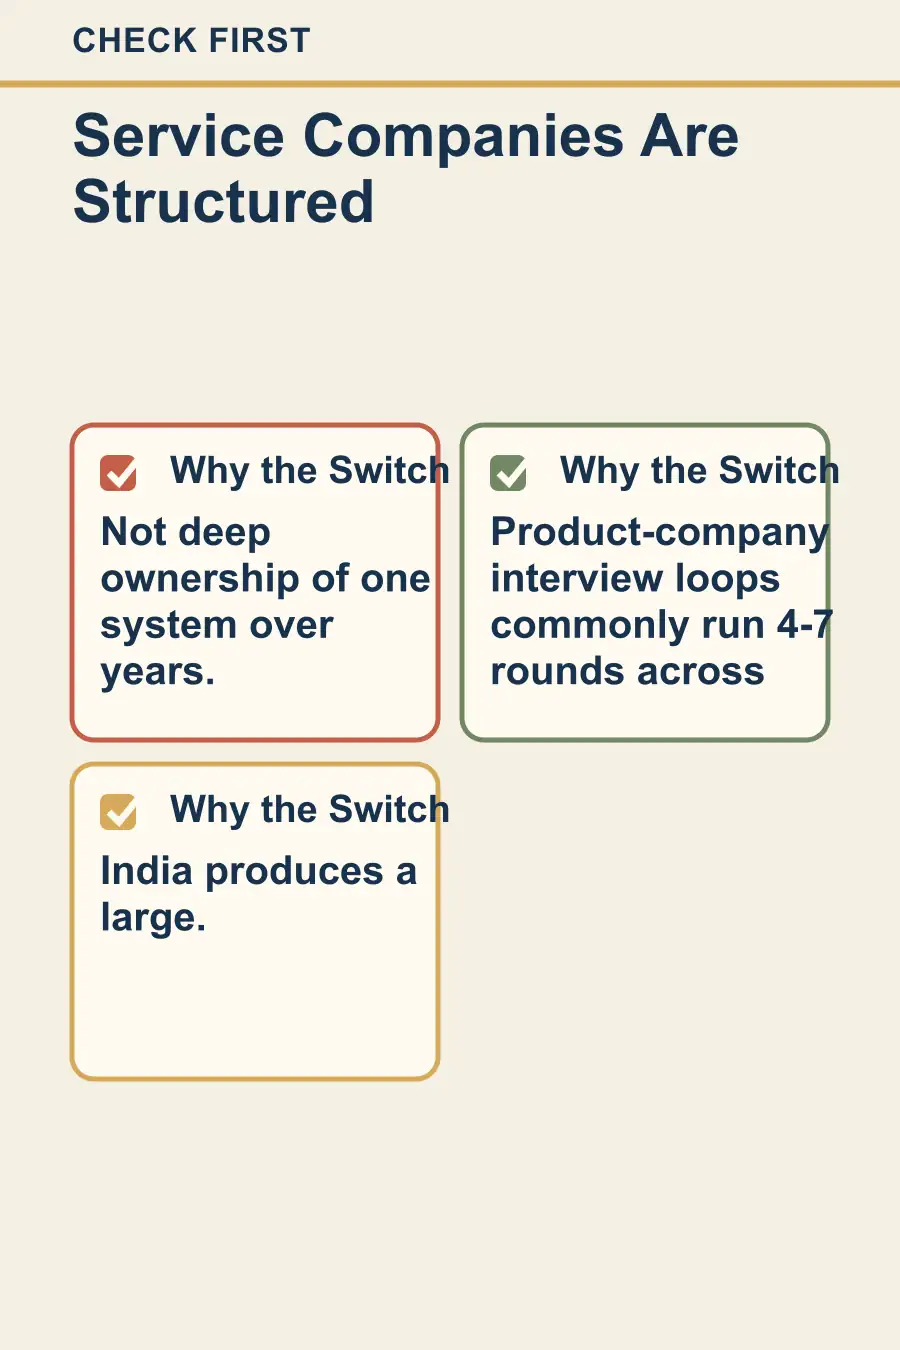 CHECK FIRST
Service Companies Are
Structured
Why the Switch
Not deep
ownership of one
system over
years.
Why the Switch
Product-company
interview loops
commonly run 4-7
rounds across
Why the Switch
India produces a
large.